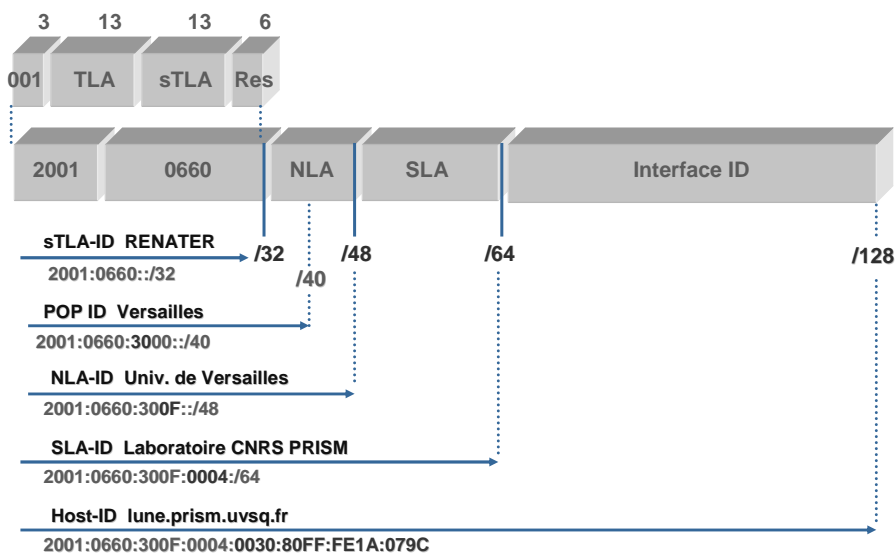 3 13 13 6
001 TLA sTLA Res
2001 0660 NLA SLA Interface ID
sTLA-ID RENATER /32 /48 /64 /128
2001:0660::/32 /40
POP ID Versailles
2001:0660:3000::/40
NLA-ID Univ. de Versailles
2001:0660:300F::/48
SLA-ID Laboratoire CNRS PRISM
2001:0660:300F:0004:/64
Host-ID lune.prism.uvsq.fr
2001:0660:300F:0004:0030:80FF:FE1A:079C